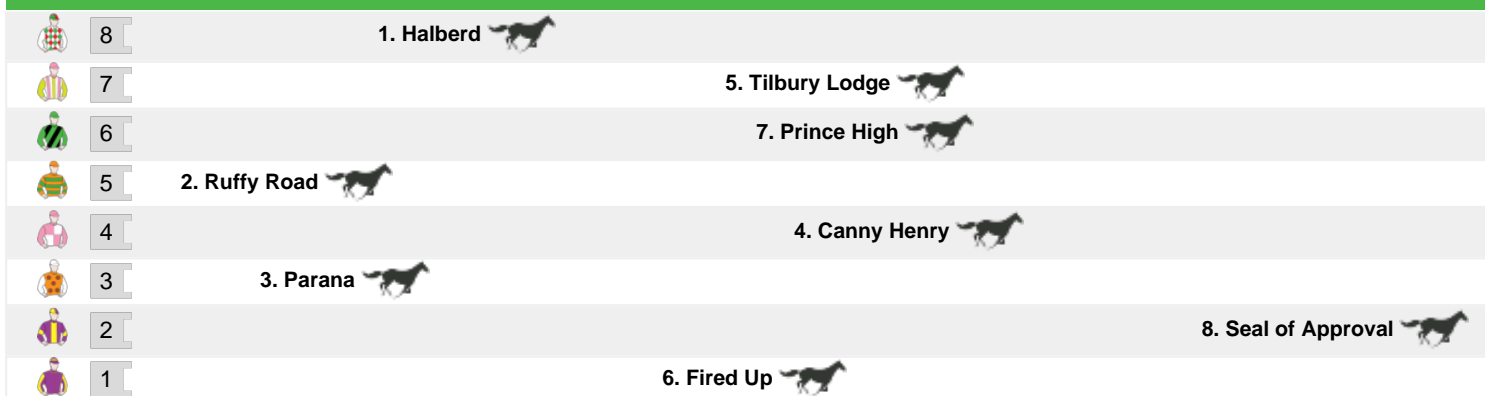 8 1. Halberd
7 5. Tilbury Lodge
6 7. Prince High
5 2. Ruffy Road
4 4. Canny Henry
3 3. Parana
2 8. Seal of Approval
1 6. Fired Up